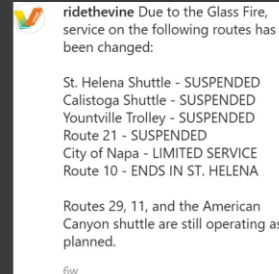 ridethevine Due to the Glass Fire,
service on the following routes has
been changed:
St. Helena Shuttle - SUSPENDED
Calistoga Shuttle - SUSPENDED
Yountville Trolley - SUSPENDED
Route 21 - SUSPENDED
City of Napa - LIMITED SERVICE
Route 10 - ENDS IN ST. HELENA
Routes 29, 11, and the American
Canyon shuttle are still operating as
planned.
6w